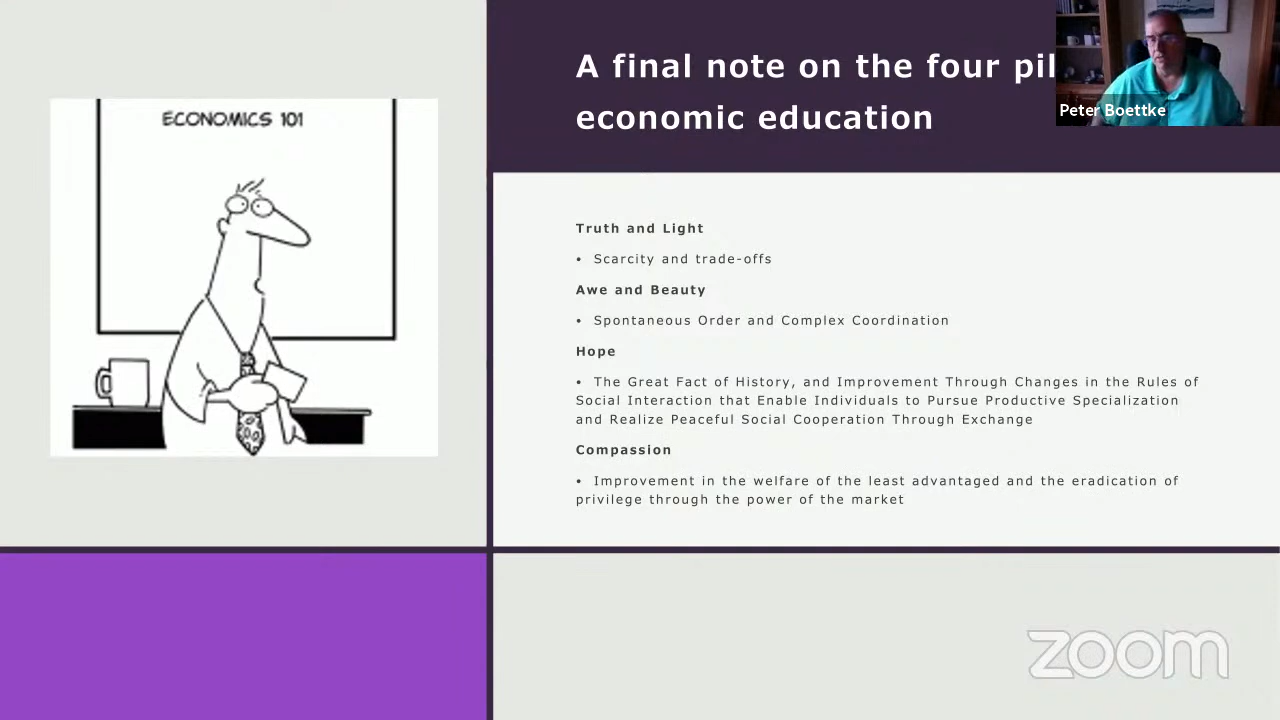 ECONOMICS 101
A final note on the four
economic education
Peter Boettke
Truth and Light
• Scarcity and trade-offs
Awe and Beauty
• Spontaneous Order and Complex Coordination
Hope
• The Great Fact of History, and Improvement Through Changes in the Rules of
Social Interaction that Enable Individuals to Pursue Productive Specialization
and Realize Peaceful Social Cooperation Through Exchange
Compassion
• Improvement in the welfare of the least advantaged and the eradication of
privilege through the power of the market
zoom